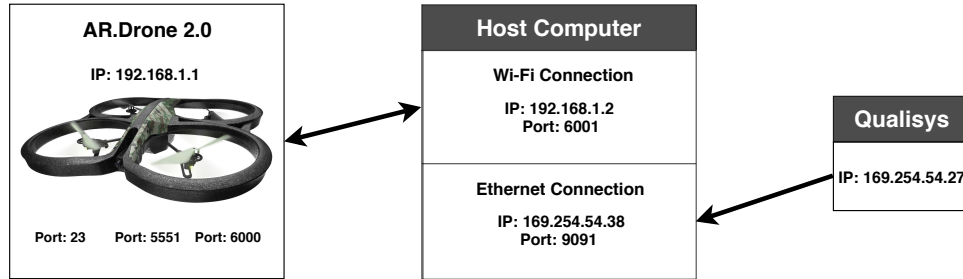 AR.Drone 2.0
IP: 192.168.1.1
Port: 23 Port: 5551 Port: 6000
Host Computer
Wi-Fi Connection
IP: 192.168.1.2
Port: 6001
Ethernet Connection
IP: 169.254.54.38
Port: 9091
Qualisys
IP: 169.254.54.27